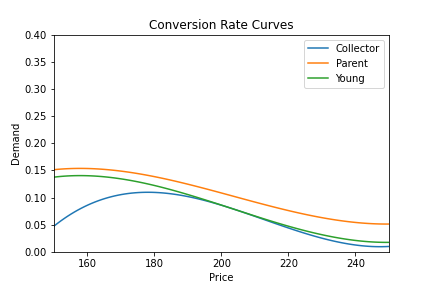 Conversion Rate Curves
0.40
0.35
0.30
0.25
0.20
0.15
0.10
0.05
0.00
Demand
Collector
Parent
Young
160 180 200 220 240
Price